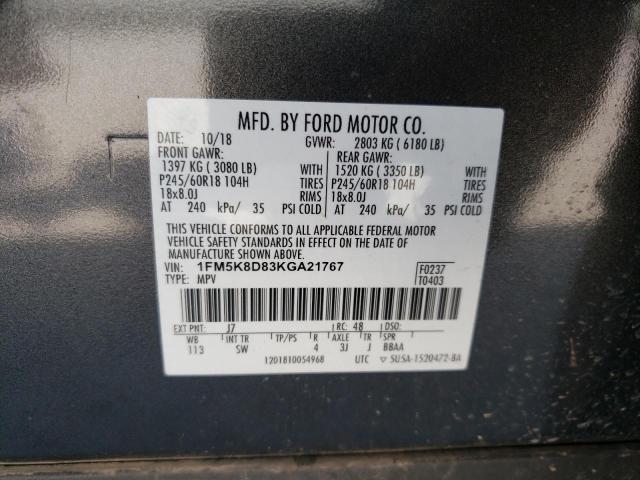 MFD. BY FORD MOTOR CO.
DATE: 10/18 GVWR: 2803 KG ( 6180 LB)
FRONT GAWR: REAR GAWR:
1397 KG ( 3080 LB) WITH 1520 KG ( 3350 LB) WITH
P245/60R18 104H TIRES P245/60R18 104H TIRES
18x8.0J RIMS 18x8.0J RIMS
AT 240 kPa/ 35 PSI COLD AT 240 kPa/ 35 PSI COLD
THIS VEHICLE CONFORMS TO ALL APPLICABLE FEDERAL MOTOR
VEHICLE SAFETY STANDARDS IN EFFECT ON THE DATE OF
MANUFACTURE SHOWN ABOVE.
VIN: 1FM5K8D83KGA21767 F0237
TYPE: MPV T0403
EXT PNT: J7 RC: 48 DSO:
WB INT TR TP/PS R AXLE TR SPR
113 SW 4 3J J BBAA
1201810054968 UTC ▽ SU5A-1520472-BA